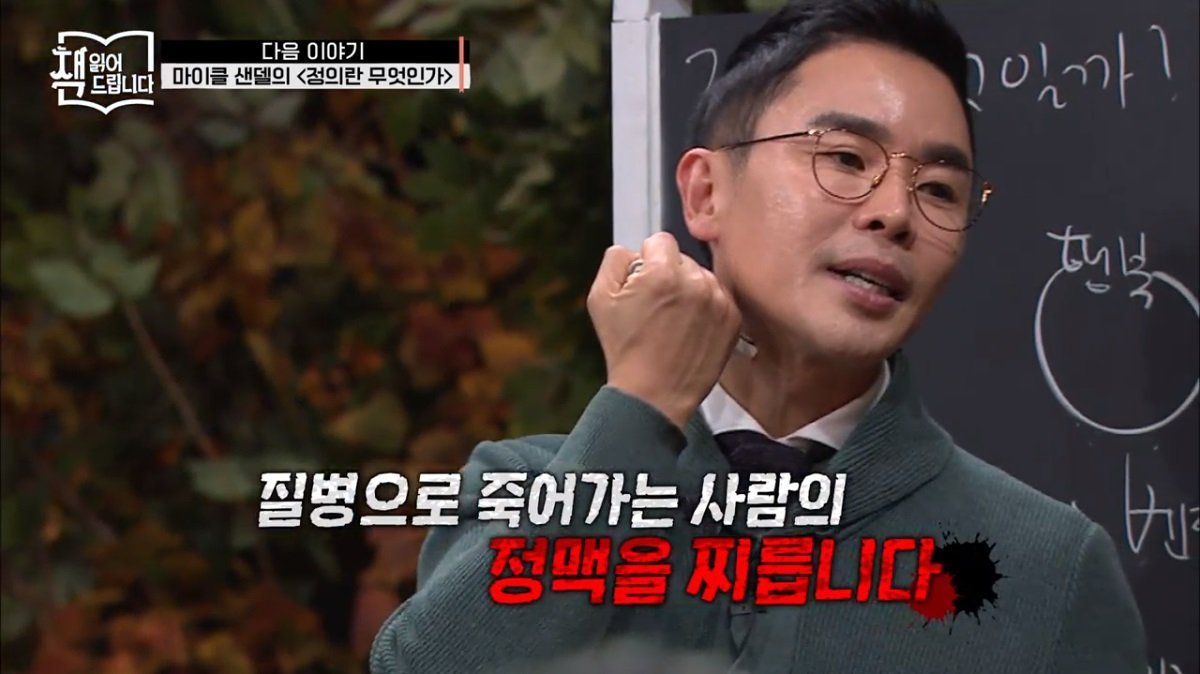 책 읽어
드립니다
다음 이야기
마이클 샌델의 <정의란 무엇인가>
일까?
행복
질병으로 죽어가는 사람의
정맥을 찌릅니다